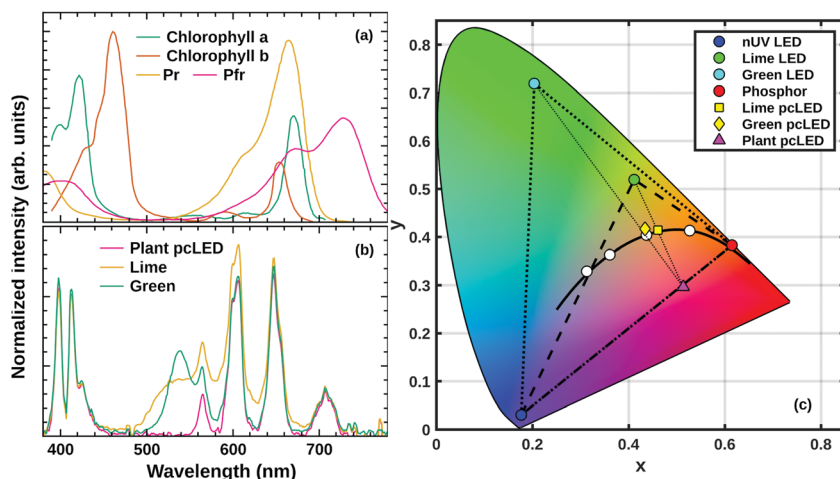 (a)
Chlorophyll a
Chlorophyll b
Pr Pfr
Normalized intensity (arb. units)
(b)
Plant pcLED
Lime
Green
400 500 600 700
Wavelength (nm)
nUV LED
Lime LED
Green LED
Phosphor
Lime pcLED
Green pcLED
Plant pcLED
0.8
0.7
0.6
0.5
0.4
0.3
0.2
0.1
0
y
(c)
0 0.2 0.4 0.6 0.8
x